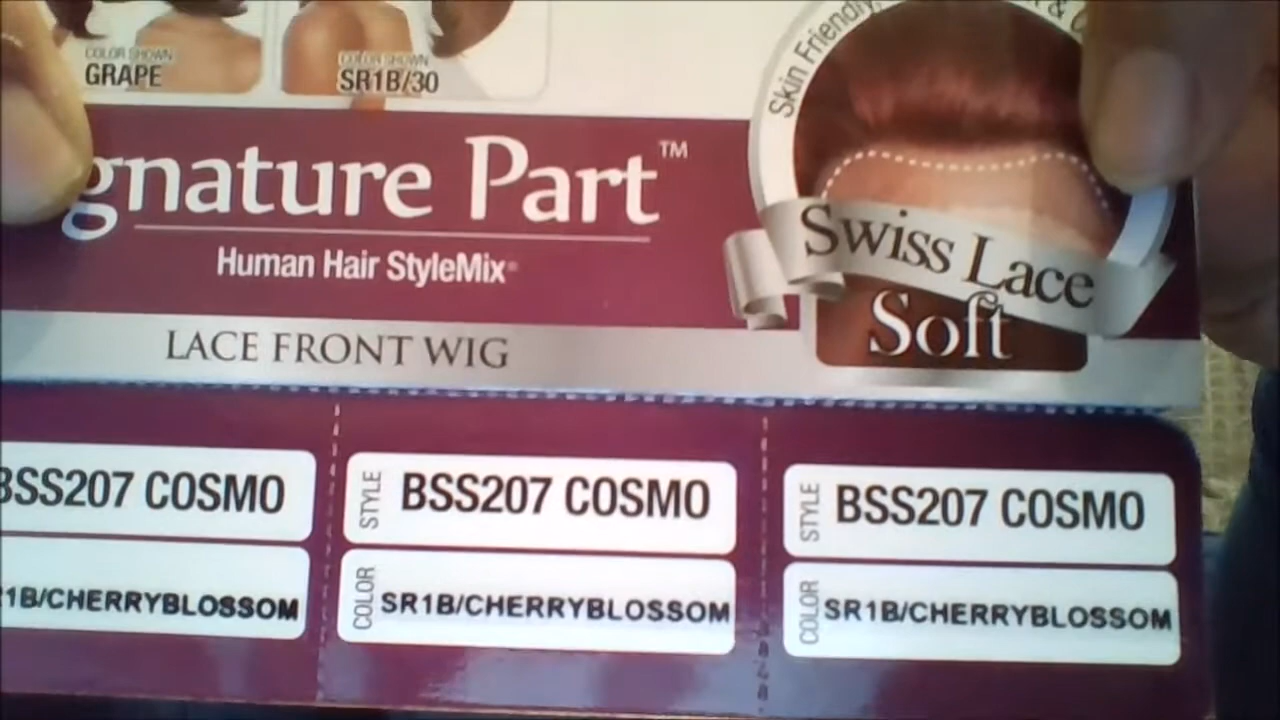 COLOR SHOWN
GRAPE
COLOR SHOWN
SR1B/30
Skin Friendly,
gnature Part™
Human Hair StyleMix®
LACE FRONT WIG
Swiss Lace
Soft
BSS207 COSMO
STYLE BSS207 COSMO
STYLE BSS207 COSMO
1B/CHERRYBLOSSOM
COLOR SR1B/CHERRYBLOSSOM
COLOR SR1B/CHERRYBLOSSOM